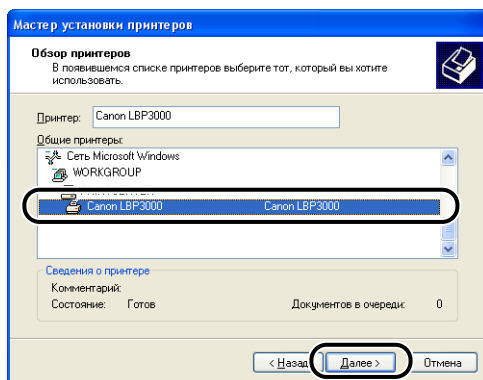 Мастер установки принтеров
Обзор принтеров
В появившемся списке принтеров выберите тот, который вы хотите
использовать.
Принтер: Canon LBP3000
Общие принтеры:
Сеть Microsoft Windows
WORKGROUP
Canon LBP3000 Canon LBP3000
Сведения о принтере
Комментарий:
Состояние: Готов Документов в очереди: 0
< Назад Далее > Отмена